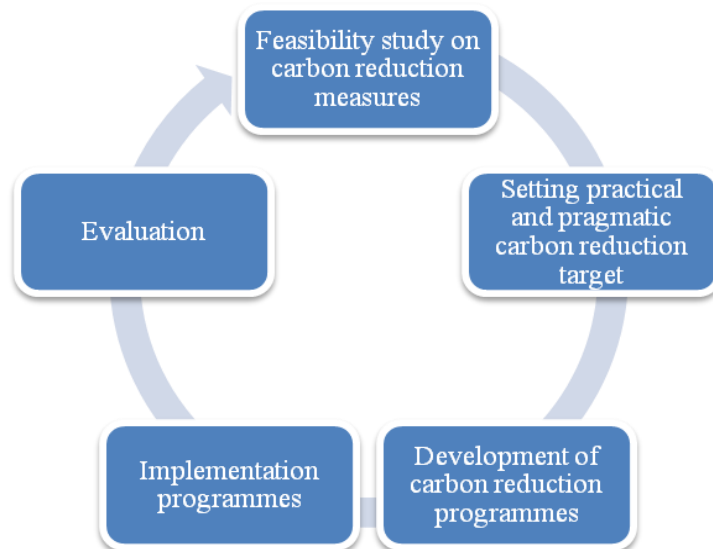 Feasibility study on
carbon reduction
measures
Setting practical
and pragmatic
carbon reduction
target
Development of
carbon reduction
programmes
Implementation
programmes
Evaluation